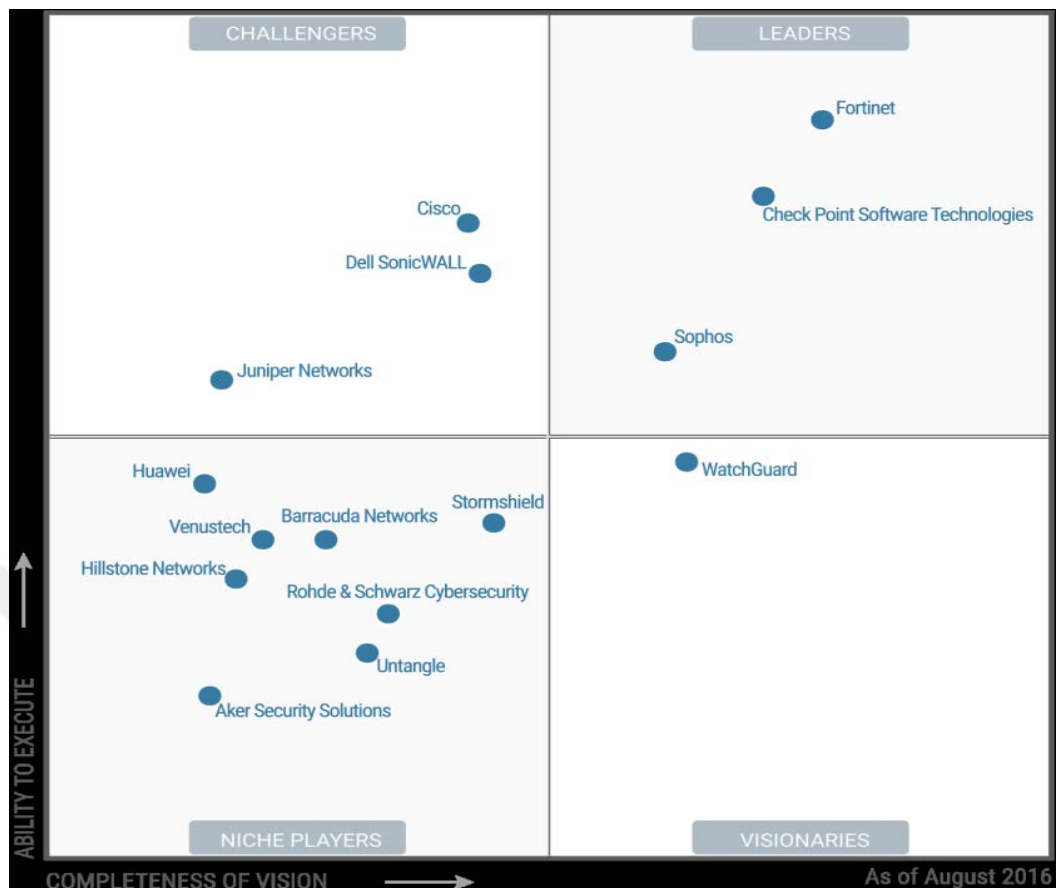 CHALLENGERS
LEADERS
Fortinet
Cisco
Check Point Software Technologies
Dell SonicWALL
Sophos
Juniper Networks
Huawei
WatchGuard
Stormshield
Venustech
Barracuda Networks
Hillstone Networks
Rohde & Schwarz Cybersecurity
Untangle
Aker Security Solutions
ABILITY TO EXECUTE
NICHE PLAYERS
VISIONARIES
COMPLETENESS OF VISION
As of August 2016